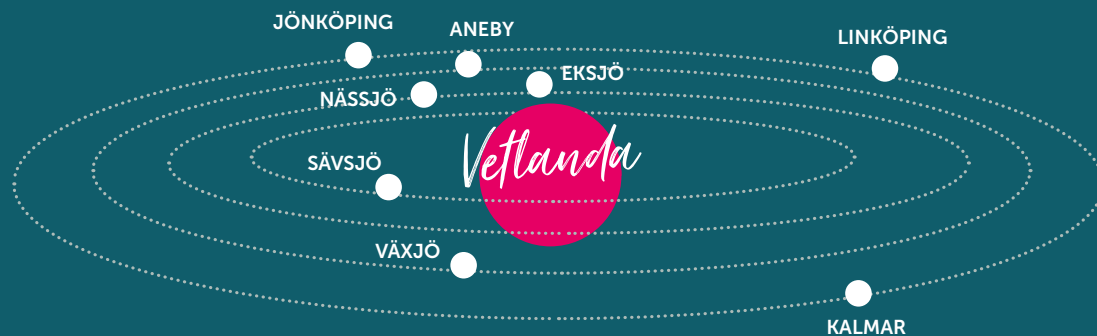 JÖNKÖPING
ANEBY
LINKÖPING
EKSJÖ
NÄSSJÖ
Vetlanda
SÄVSJÖ
VÄXJÖ
KALMAR